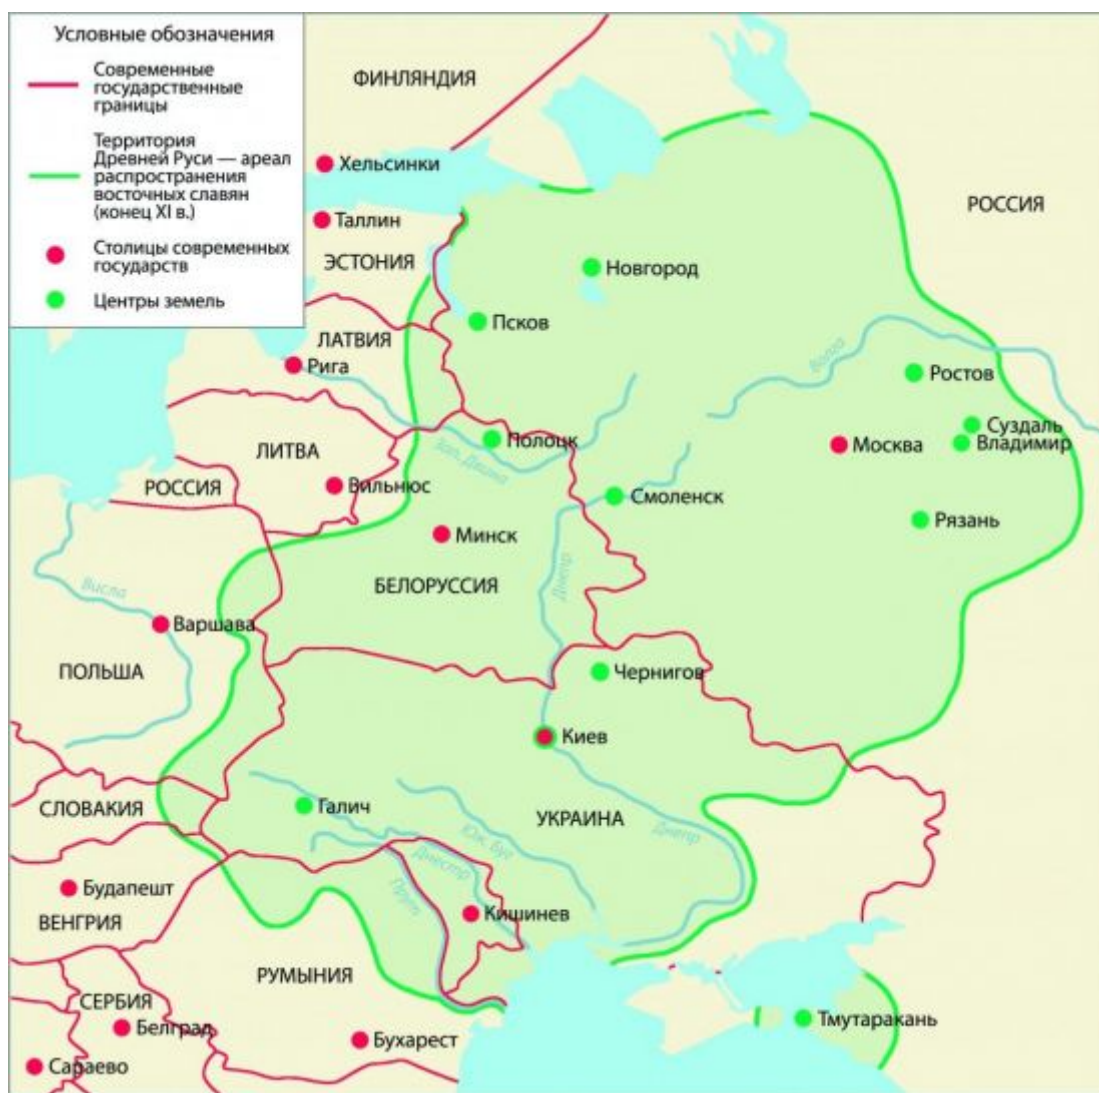 Условные обозначения
Современные
государственные
границы
Территория
Древней Руси — ареал
распространения
восточных славян
(конец XI в.)
Столицы современных
государств
Центры земель
ФИНЛЯНДИЯ
Хельсинки
РОССИЯ
Таллин
ЭСТОНИЯ
Новгород
Псков
ЛАТВИЯ
Рига
Волга
Ростов
Суздаль
Владимир
Москва
Полоцк
Зап. Двина
ЛИТВА
Вильнюс
РОССИЯ
Смоленск
Рязань
Минск
БЕЛОРУССИЯ
Днепр
Висла
Варшава
ПОЛЬША
Чернигов
Киев
СЛОВАКИЯ
Галич
УКРАИНА
Днепр
Юж. Буг
Днестр
Прут
Будапешт
ВЕНГРИЯ
Кишинев
РУМЫНИЯ
СЕРБИЯ
Белград
Бухарест
Тмутаракань
Сараево